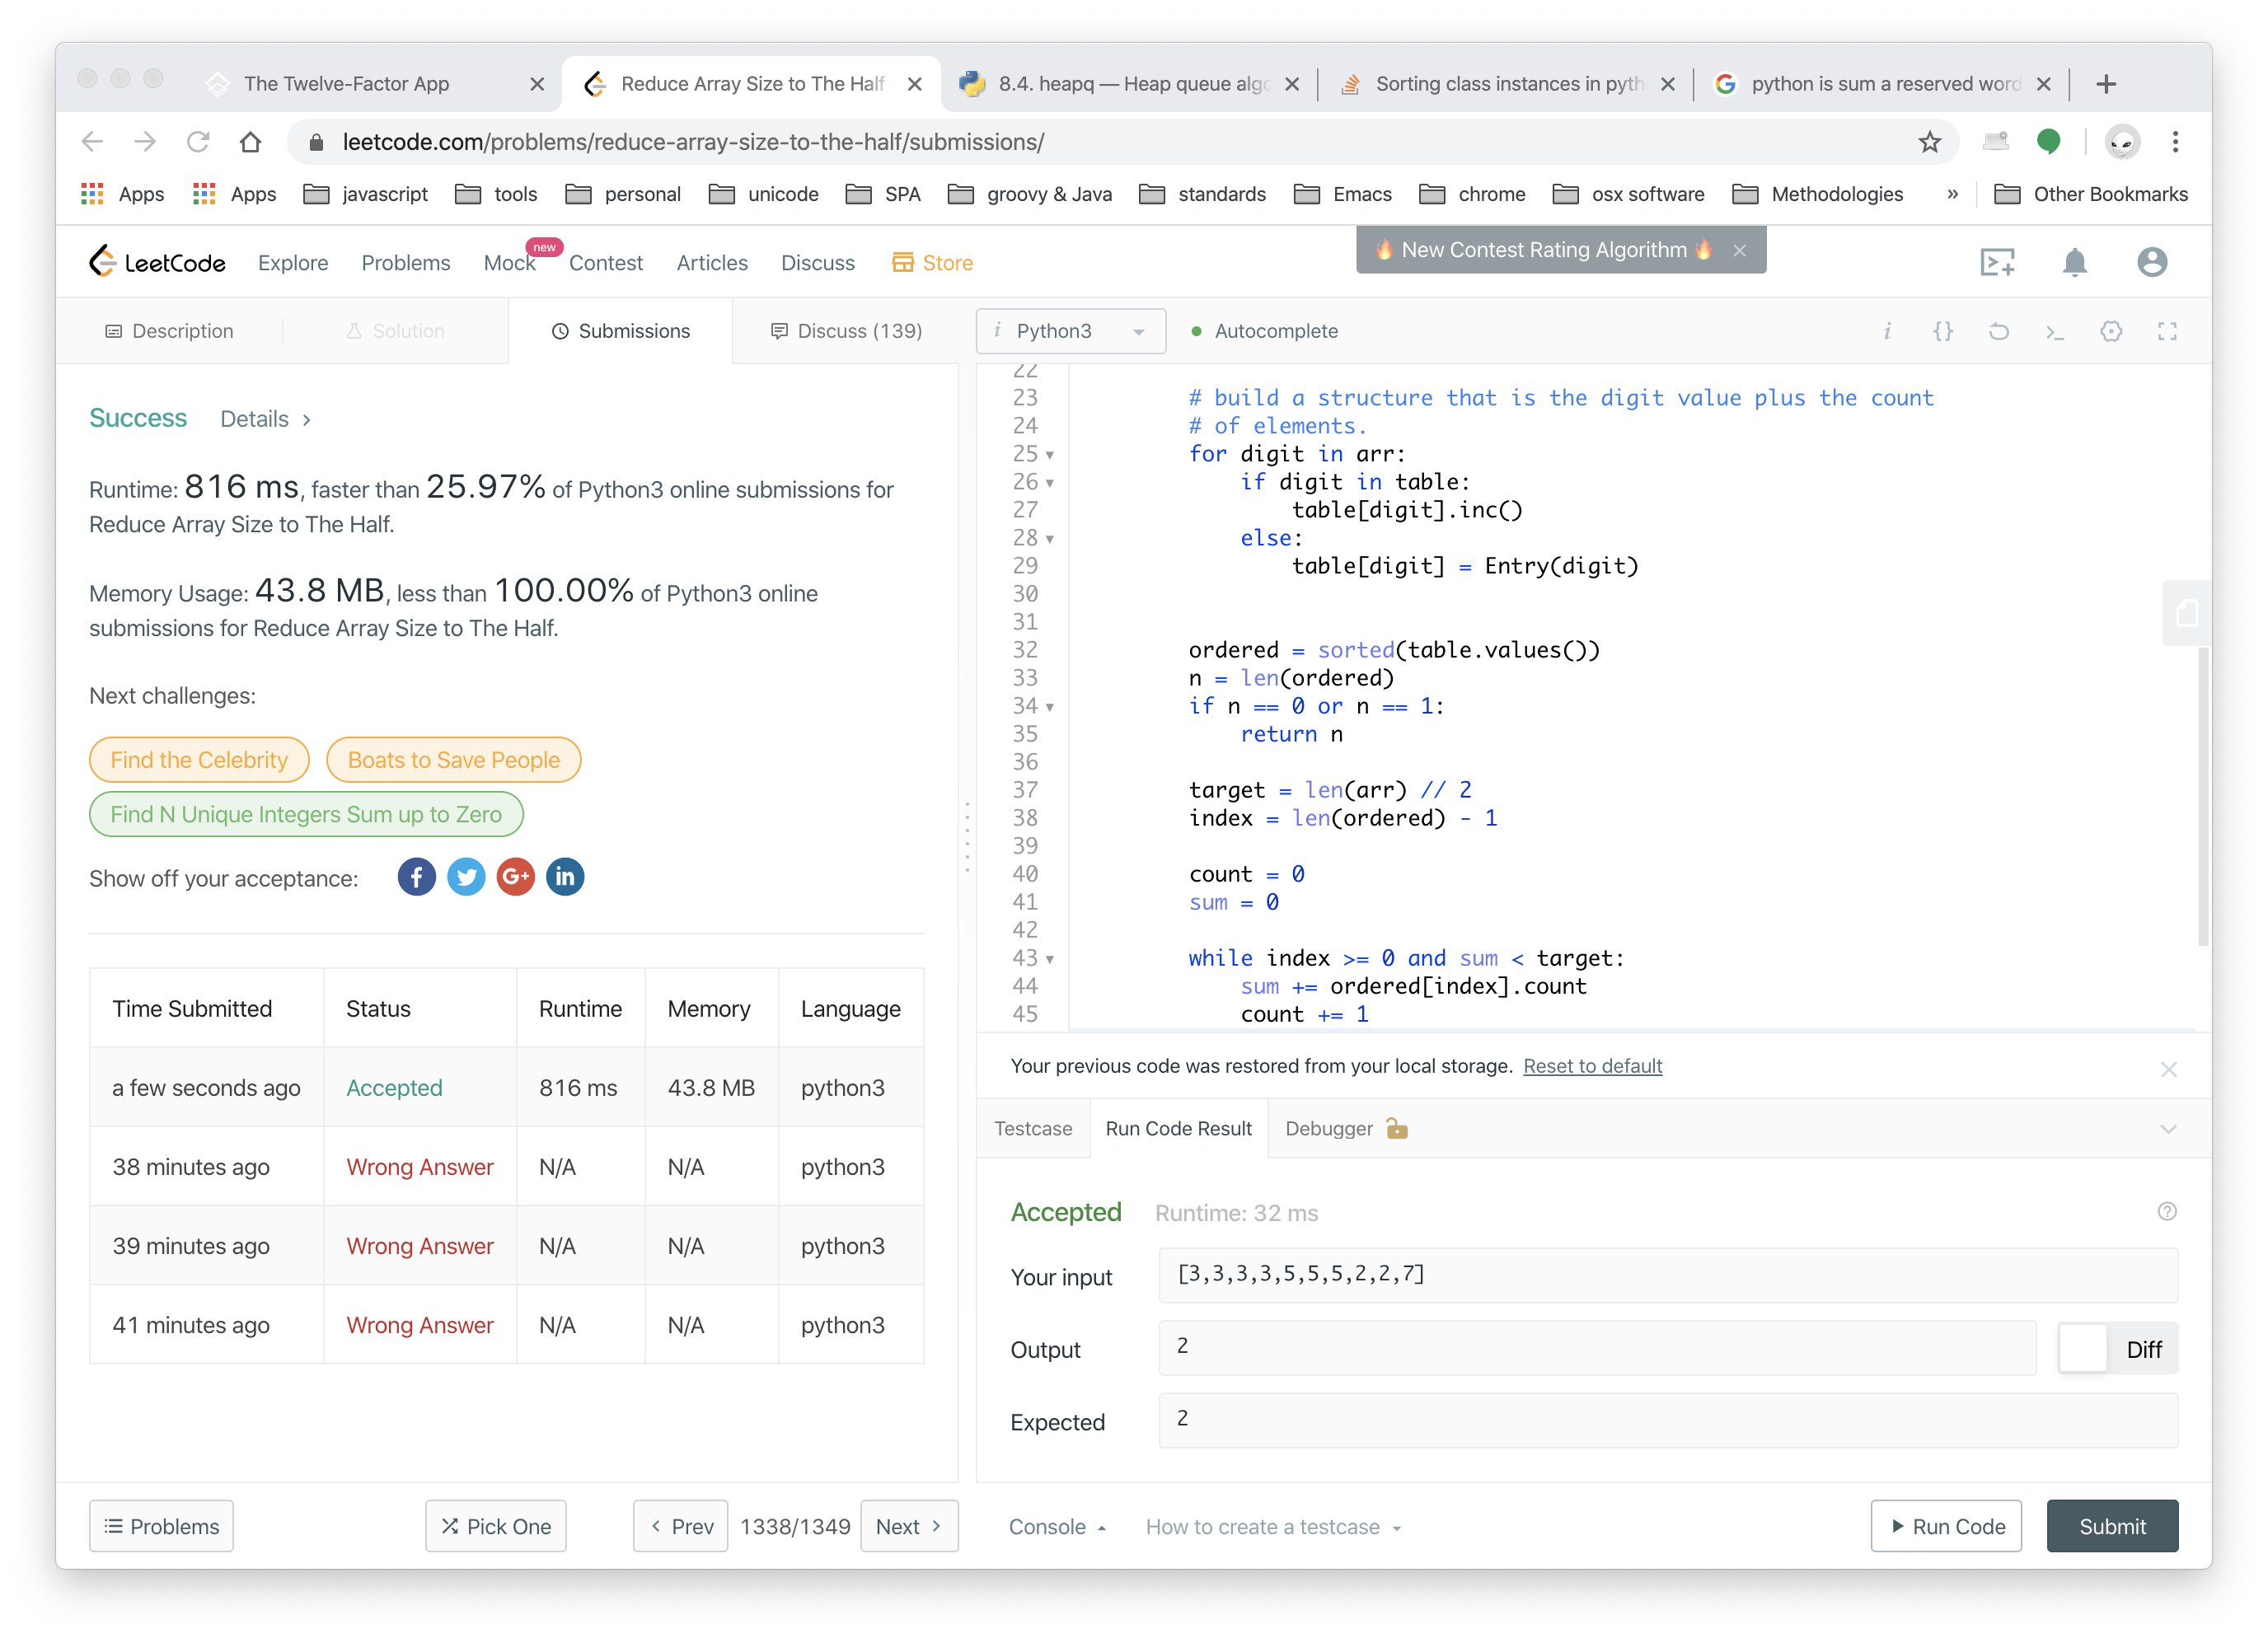 The Twelve-Factor App
Reduce Array Size to The Half
8.4. heapq — Heap queue algo
Sorting class instances in pyth
python is sum a reserved word
leetcode.com/problems/reduce-array-size-to-the-half/submissions/
Apps Apps javascript tools personal unicode SPA groovy & Java standards Emacs chrome osx software Methodologies » Other Bookmarks
LeetCode Explore Problems Mock new Contest Articles Discuss Store
🔥 New Contest Rating Algorithm 🔥
Description Solution Submissions Discuss (139)
i Python3 Autocomplete
Success Details >
Runtime: 816 ms, faster than 25.97% of Python3 online submissions for
Reduce Array Size to The Half.
Memory Usage: 43.8 MB, less than 100.00% of Python3 online
submissions for Reduce Array Size to The Half.
Next challenges:
Find the Celebrity Boats to Save People
Find N Unique Integers Sum up to Zero
Show off your acceptance:
Time Submitted Status Runtime Memory Language
a few seconds ago Accepted 816 ms 43.8 MB python3
38 minutes ago Wrong Answer N/A N/A python3
39 minutes ago Wrong Answer N/A N/A python3
41 minutes ago Wrong Answer N/A N/A python3
Problems Pick One < Prev 1338/1349 Next >
22
23 # build a structure that is the digit value plus the count
24 # of elements.
25 for digit in arr:
26 if digit in table:
27 table[digit].inc()
28 else:
29 table[digit] = Entry(digit)
30
31
32 ordered = sorted(table.values())
33 n = len(ordered)
34 if n == 0 or n == 1:
35 return n
36
37 target = len(arr) // 2
38 index = len(ordered) - 1
39
40 count = 0
41 sum = 0
42
43 while index >= 0 and sum < target:
44 sum += ordered[index].count
45 count += 1
Your previous code was restored from your local storage. Reset to default
Testcase Run Code Result Debugger
Accepted Runtime: 32 ms
Your input [3,3,3,3,5,5,5,2,2,7]
Output 2 Diff
Expected 2
Console How to create a testcase Run Code Submit